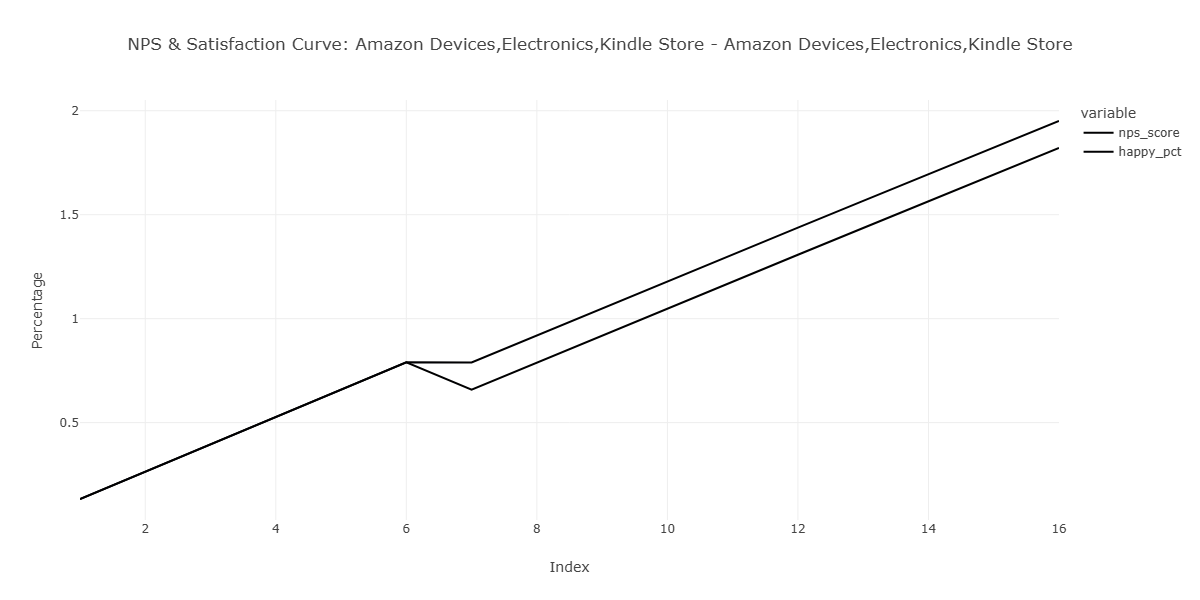 NPS & Satisfaction Curve: Amazon Devices,Electronics,Kindle Store - Amazon Devices,Electronics,Kindle Store
variable
nps_score
happy_pct
Percentage
2
1.5
1
0.5
2 4 6 8 10 12 14 16
Index